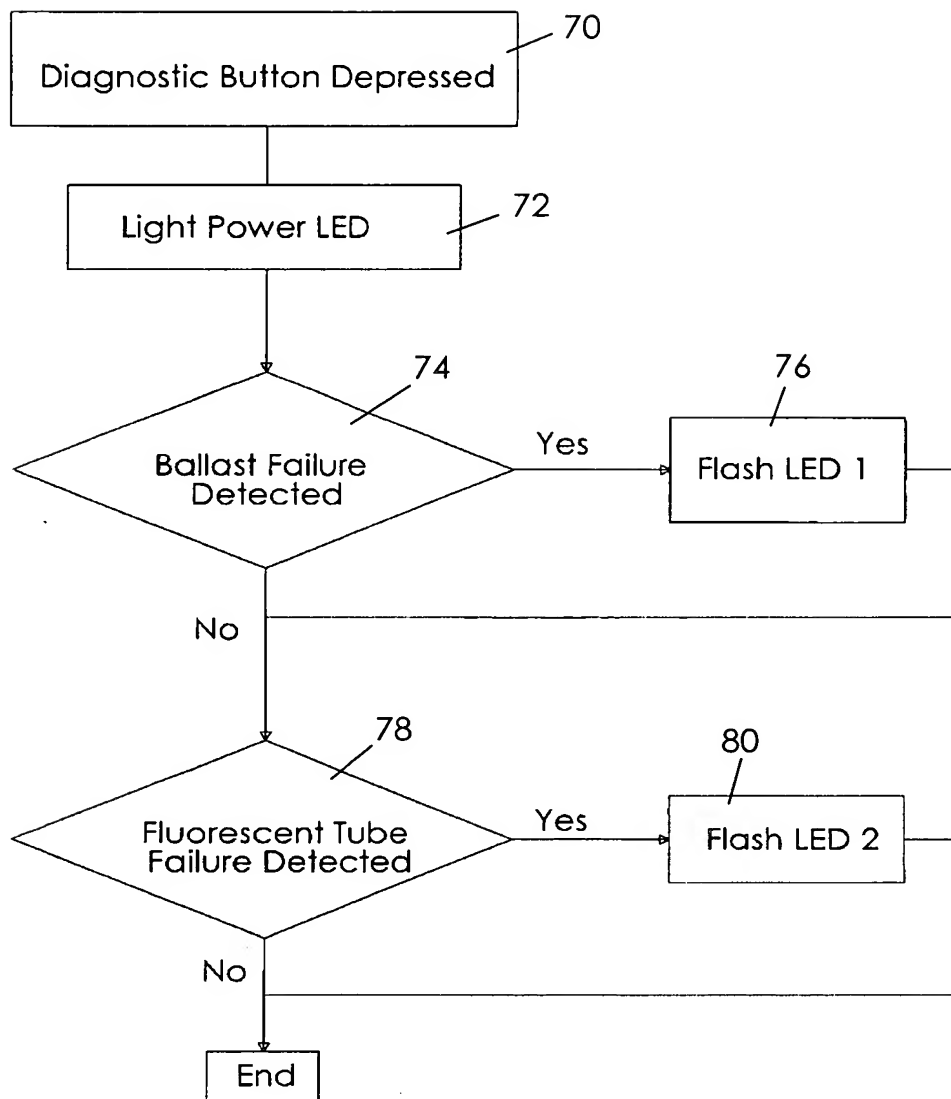 70
Diagnostic Button Depressed
72
Light Power LED
74
76
Ballast Failure
Detected
Yes
Flash LED 1
No
78
80
Fluorescent Tube
Failure Detected
Yes
Flash LED 2
No
End